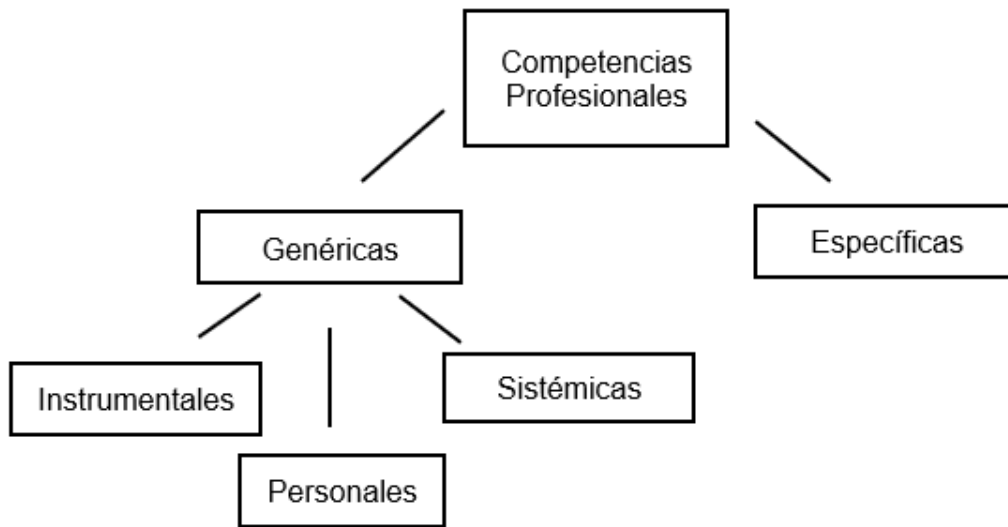 Competencias
Profesionales
Genéricas
Específicas
Instrumentales
Sistémicas
Personales